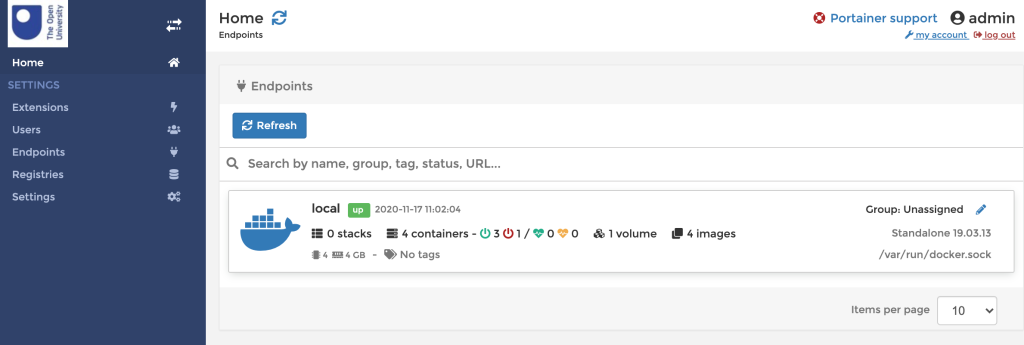 The Open
University
Home
SETTINGS
Extensions
Users
Endpoints
Registries
Settings
Home
Endpoints
Portainer support admin
my account log out
Endpoints
Refresh
Search by name, group, tag, status, URL...
local up 2020-11-17 11:02:04 Group: Unassigned
0 stacks 4 containers - 3 1 / 0 0 1 volume 4 images Standalone 19.03.13
4 4 GB - No tags /var/run/docker.sock
Items per page 10